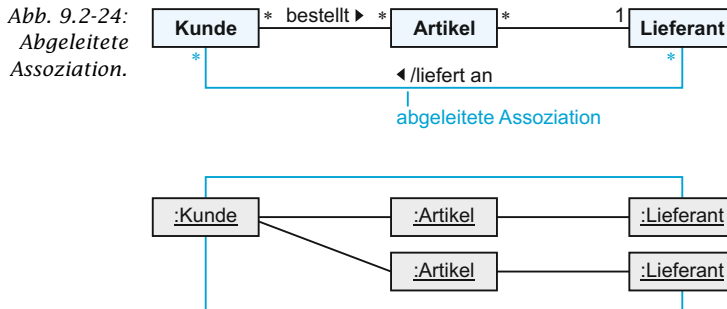 Abb. 9.2-24:
Abgeleitete
Assoziation.
Kunde * bestellt ▶ * Artikel * 1 Lieferant
* *
◀ /liefert an
abgeleitete Assoziation
:Kunde :Artikel :Lieferant
:Artikel :Lieferant